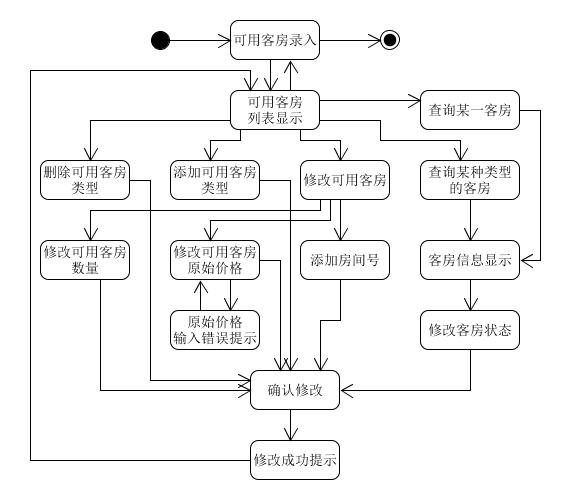 可用客房录入
可用客房
列表显示
查询某一客房
删除可用客房
类型
添加可用客房
类型
修改可用客房
查询某种类型
的客房
修改可用客房
数量
修改可用客房
原始价格
添加房间号
客房信息显示
原始价格
输入错误提示
修改客房状态
确认修改
修改成功提示